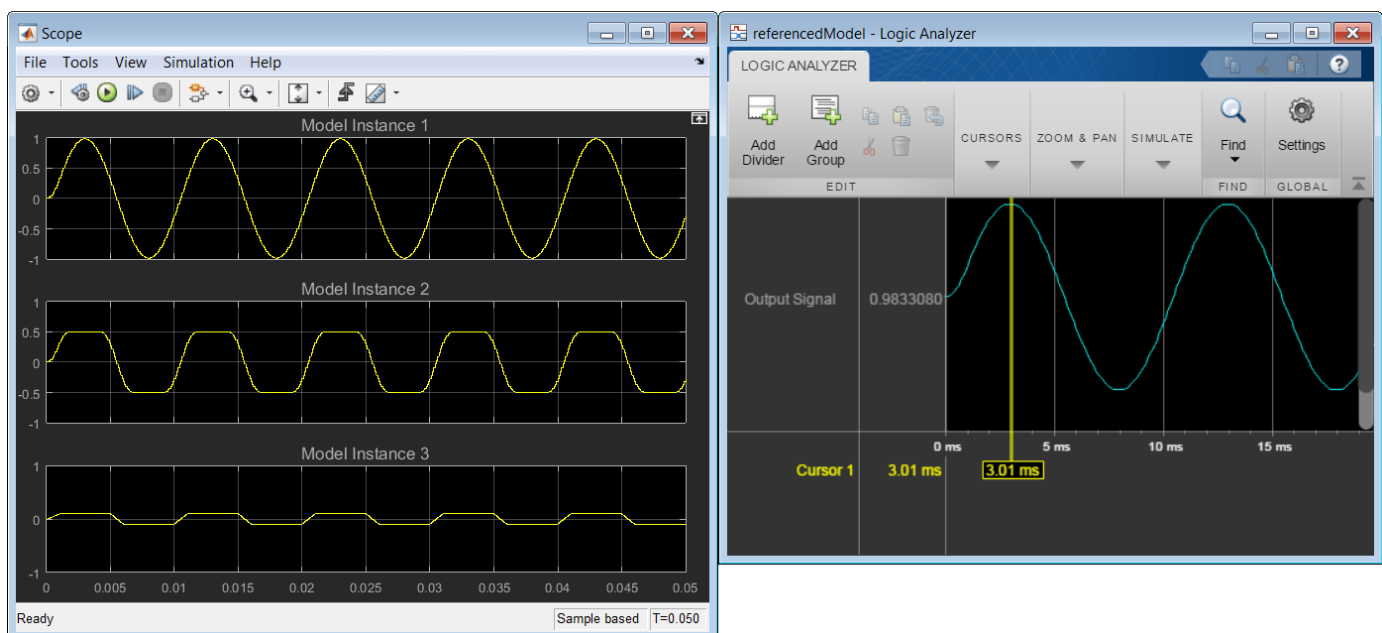 Scope
File Tools View Simulation Help
Model Instance 1
1
0.5
0
-0.5
-1
Model Instance 2
1
0.5
0
-0.5
-1
Model Instance 3
1
0
-1
0 0.005 0.01 0.015 0.02 0.025 0.03 0.035 0.04 0.045 0.05
Ready Sample based T=0.050
referencedModel - Logic Analyzer
LOGIC ANALYZER
?
Add Divider
Add Group
EDIT
CURSORS
ZOOM & PAN
SIMULATE
Find
FIND
Settings
GLOBAL
Output Signal 0.9833080
0 ms 5 ms 10 ms 15 ms
Cursor 1 3.01 ms 3.01 ms